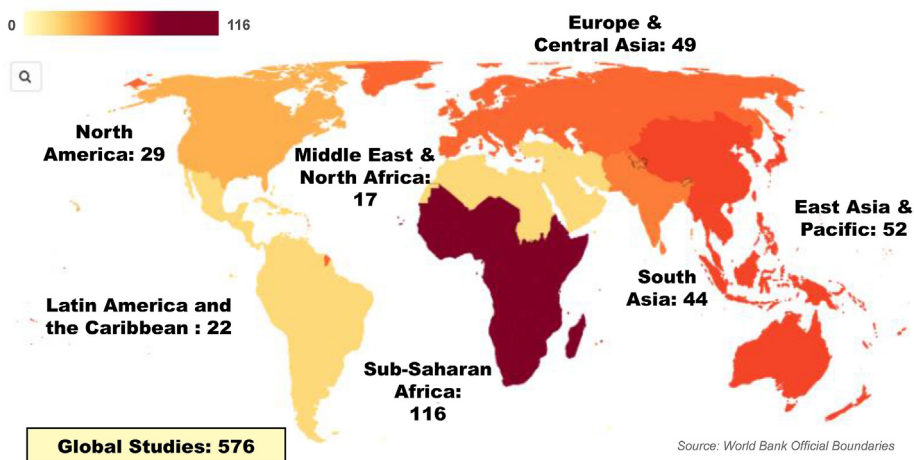 0
116
Europe &
Central Asia: 49
North
America: 29
Middle East &
North Africa:
17
East Asia &
Pacific: 52
South
Asia: 44
Latin America and
the Caribbean : 22
Sub-Saharan
Africa:
116
Global Studies: 576
Source: World Bank Official Boundaries